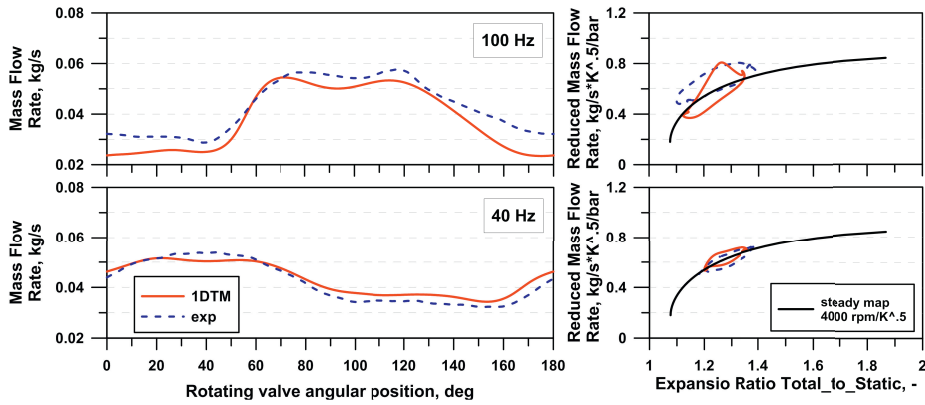 0.08
0.06
0.04
0.02
Mass Flow
Rate, kg/s
100 Hz
1.2
0.8
0.4
0
Reduced Mass Flow
Rate, kg/s*K^.5/bar
0.08
0.06
0.04
0.02
Mass Flow
Rate, kg/s
40 Hz
1DTM
exp
0 20 40 60 80 100 120 140 160 180
Rotating valve angular position, deg
1.2
0.8
0.4
0
Reduced Mass Flow
Rate, kg/s*K^.5/bar
steady map
4000 rpm/K^.5
1 1.2 1.4 1.6 1.8 2
Expansio Ratio Total_to_Static, -